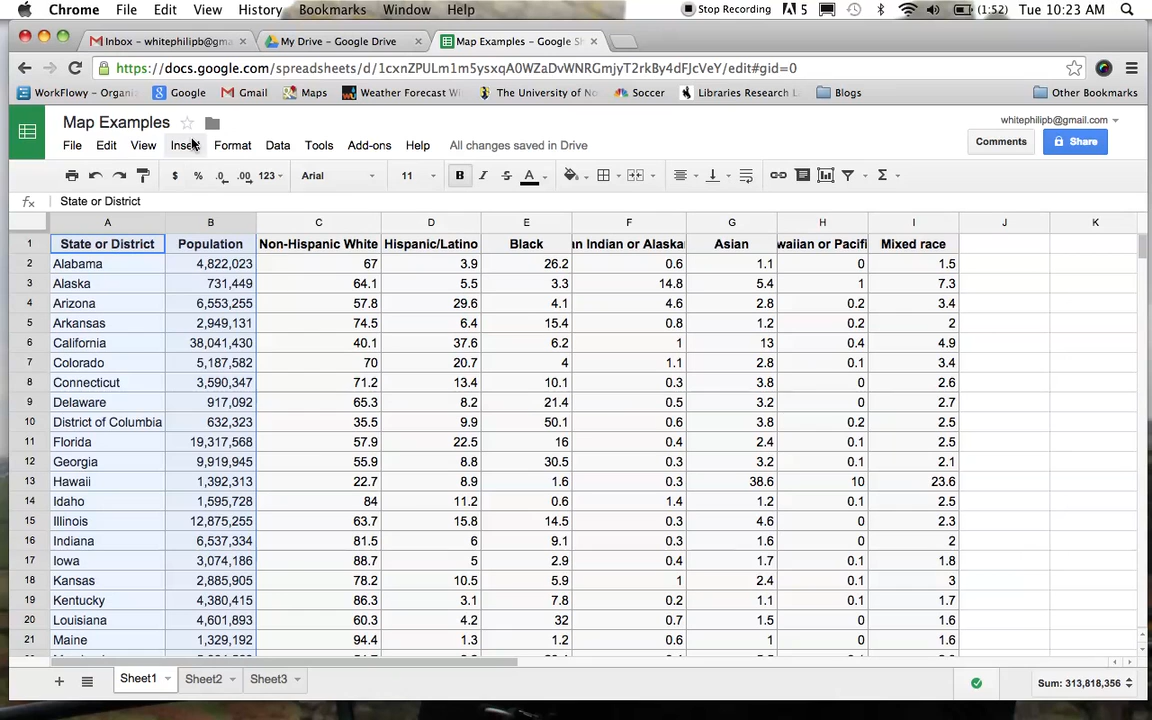 Chrome File Edit View History Bookmarks Window Help Stop Recording 5 (1:52) Tue 10:23 AM
Inbox - whitephilipb@gma × My Drive - Google Drive × Map Examples - Google Sh ×
https://docs.google.com/spreadsheets/d/1cxnZPULm1m5ysxqA0WZaDvWNRGmjyT2rkBy4dFJcVeY/edit#gid=0
WorkFlowy - Organiz Google Gmail Maps Weather Forecast Wi The University of No Soccer Libraries Research L Blogs Other Bookmarks
Map Examples whitephilipb@gmail.com
File Edit View Insert Format Data Tools Add-ons Help All changes saved in Drive Comments Share
$ % .0 .00 123 Arial 11 B I S A Σ
fx State or District
A B C D E F G H I J K
1 State or District Population Non-Hispanic White Hispanic/Latino Black n Indian or Alaskar Asian waiian or Pacifi Mixed race
2 Alabama 4,822,023 67 3.9 26.2 0.6 1.1 0 1.5
3 Alaska 731,449 64.1 5.5 3.3 14.8 5.4 1 7.3
4 Arizona 6,553,255 57.8 29.6 4.1 4.6 2.8 0.2 3.4
5 Arkansas 2,949,131 74.5 6.4 15.4 0.8 1.2 0.2 2
6 California 38,041,430 40.1 37.6 6.2 1 13 0.4 4.9
7 Colorado 5,187,582 70 20.7 4 1.1 2.8 0.1 3.4
8 Connecticut 3,590,347 71.2 13.4 10.1 0.3 3.8 0 2.6
9 Delaware 917,092 65.3 8.2 21.4 0.5 3.2 0 2.7
10 District of Columbia 632,323 35.5 9.9 50.1 0.6 3.8 0.2 2.5
11 Florida 19,317,568 57.9 22.5 16 0.4 2.4 0.1 2.5
12 Georgia 9,919,945 55.9 8.8 30.5 0.3 3.2 0.1 2.1
13 Hawaii 1,392,313 22.7 8.9 1.6 0.3 38.6 10 23.6
14 Idaho 1,595,728 84 11.2 0.6 1.4 1.2 0.1 2.5
15 Illinois 12,875,255 63.7 15.8 14.5 0.3 4.6 0 2.3
16 Indiana 6,537,334 81.5 6 9.1 0.3 1.6 0 2
17 Iowa 3,074,186 88.7 5 2.9 0.4 1.7 0.1 1.8
18 Kansas 2,885,905 78.2 10.5 5.9 1 2.4 0.1 3
19 Kentucky 4,380,415 86.3 3.1 7.8 0.2 1.1 0.1 1.7
20 Louisiana 4,601,893 60.3 4.2 32 0.7 1.5 0 1.6
21 Maine 1,329,192 94.4 1.3 1.2 0.6 1 0 1.6
Sheet1 Sheet2 Sheet3 Sum: 313,818,356